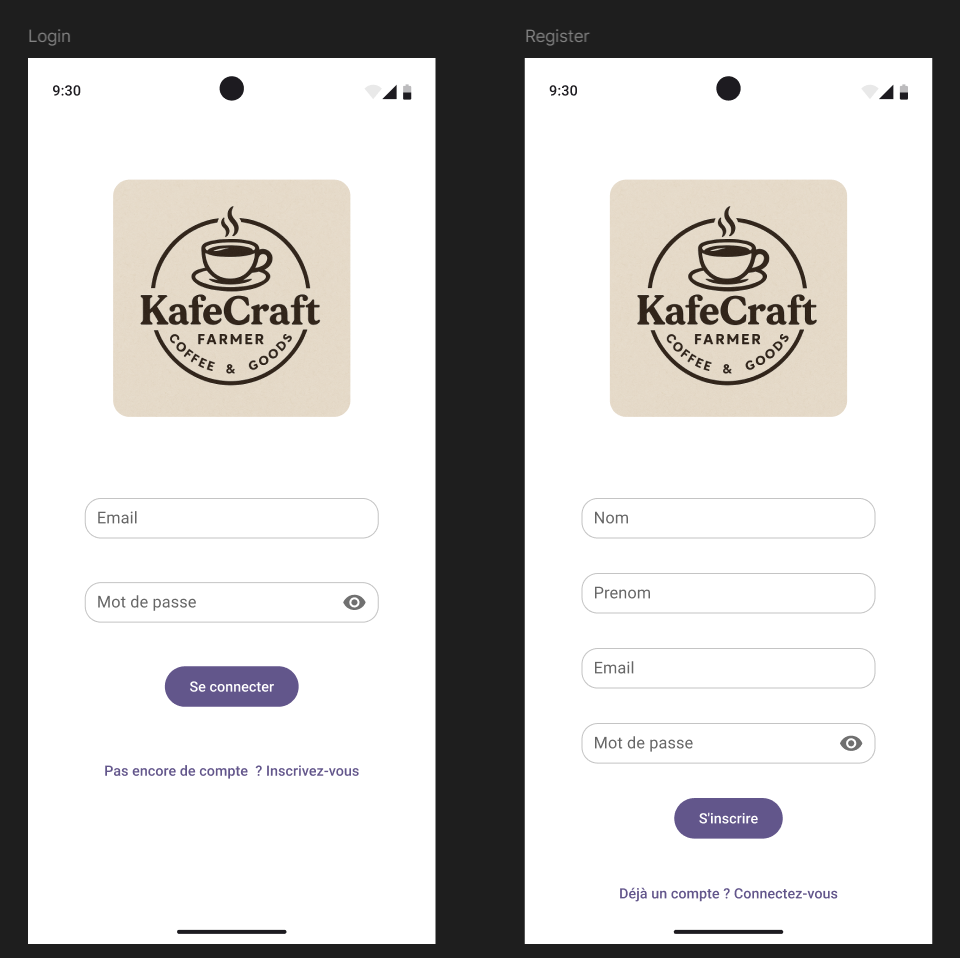 Login
9:30
KafeCraft
FARMER
COFFEE & GOODS
Email
Mot de passe
Se connecter
Pas encore de compte  ? Inscrivez-vous
Register
9:30
KafeCraft
FARMER
COFFEE & GOODS
Nom
Prenom
Email
Mot de passe
S'inscrire
Déjà un compte ? Connectez-vous